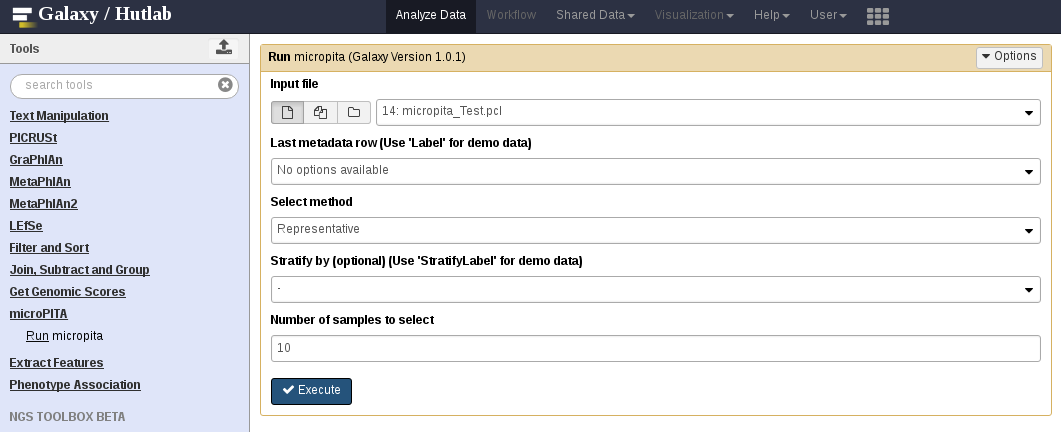 Galaxy / Hutlab
Analyze Data Workflow Shared Data Visualization Help User
Tools
search tools
Text Manipulation
PICRUSt
GraPhlAn
MetaPhlAn
MetaPhlAn2
LEfSe
Filter and Sort
Join, Subtract and Group
Get Genomic Scores
microPITA
Run micropita
Extract Features
Phenotype Association
NGS TOOLBOX BETA
Run micropita (Galaxy Version 1.0.1)
Options
Input file
14: micropita_Test.pcl
Last metadata row (Use 'Label' for demo data)
No options available
Select method
Representative
Stratify by (optional) (Use 'StratifyLabel' for demo data)
-
Number of samples to select
10
Execute